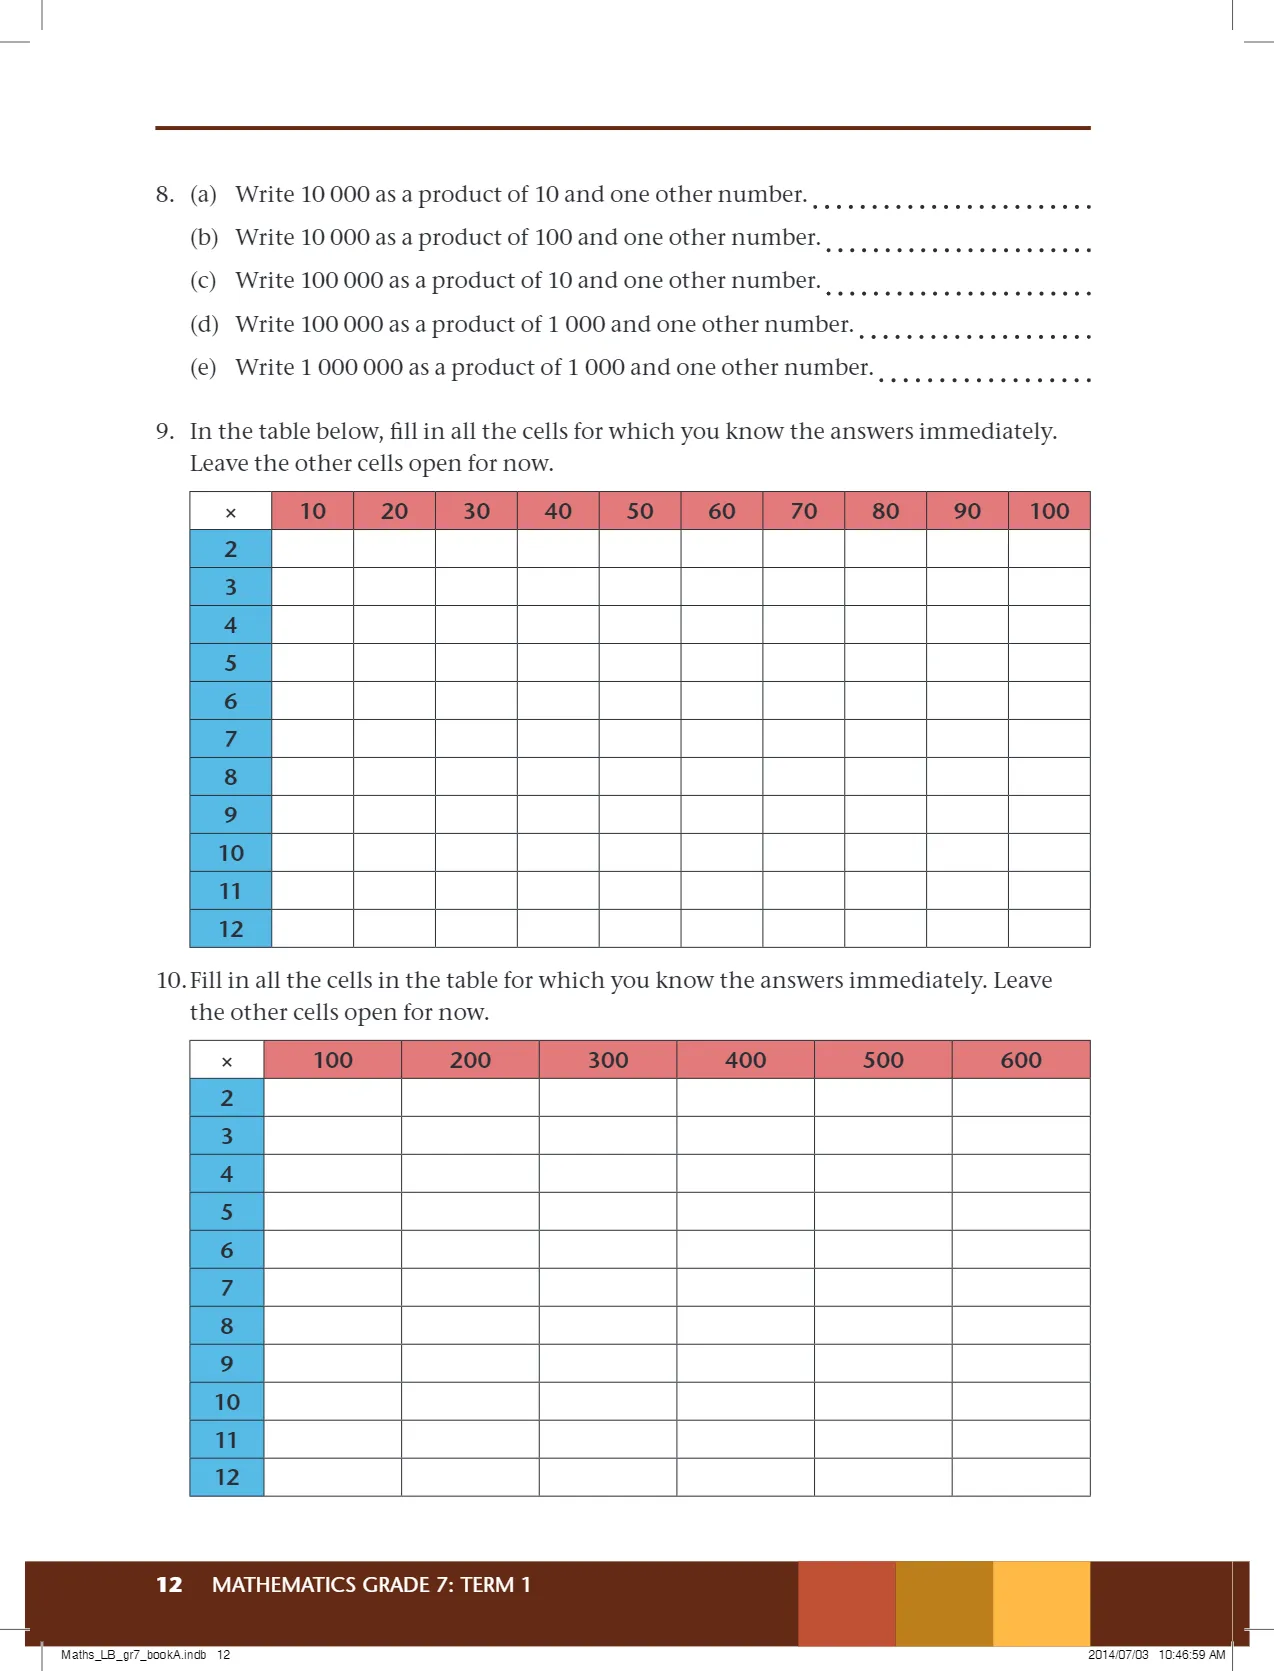 8. (a) Write 10 000 as a product of 10 and one other number. ........................
(b) Write 10 000 as a product of 100 and one other number. .......................
(c) Write 100 000 as a product of 10 and one other number. .......................
(d) Write 100 000 as a product of 1 000 and one other number. ....................
(e) Write 1 000 000 as a product of 1 000 and one other number. ..................
9. In the table below, fill in all the cells for which you know the answers immediately.
Leave the other cells open for now.
× 10 20 30 40 50 60 70 80 90 100
2
3
4
5
6
7
8
9
10
11
12
10. Fill in all the cells in the table for which you know the answers immediately. Leave
the other cells open for now.
× 100 200 300 400 500 600
2
3
4
5
6
7
8
9
10
11
12
12 MATHEMATICS GRADE 7: TERM 1
Maths_LB_gr7_bookA.indb 12 2014/07/03 10:46:59 AM